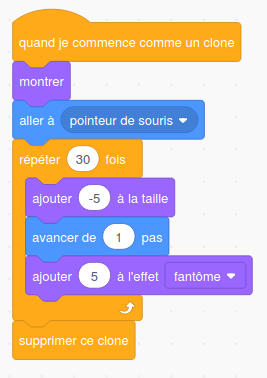 quand je commence comme un clone
montrer
aller à pointeur de souris
répéter 30 fois
ajouter -5 à la taille
avancer de 1 pas
ajouter 5 à l'effet fantôme
supprimer ce clone